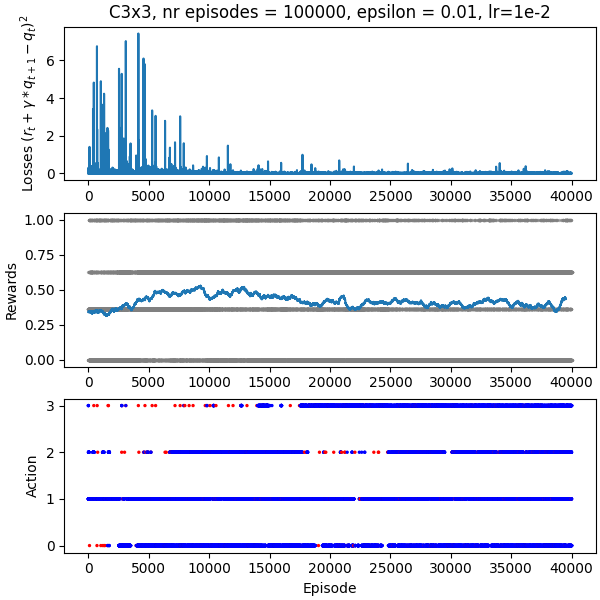 C3x3, nr episodes = 100000, epsilon = 0.01, lr=1e-2
Losses $(r_t + \gamma * q_{t+1} - q_t)^2$
6
4
2
0
0 5000 10000 15000 20000 25000 30000 35000 40000
Rewards
1.00
0.75
0.50
0.25
0.00
0 5000 10000 15000 20000 25000 30000 35000 40000
Action
3
2
1
0
0 5000 10000 15000 20000 25000 30000 35000 40000
Episode